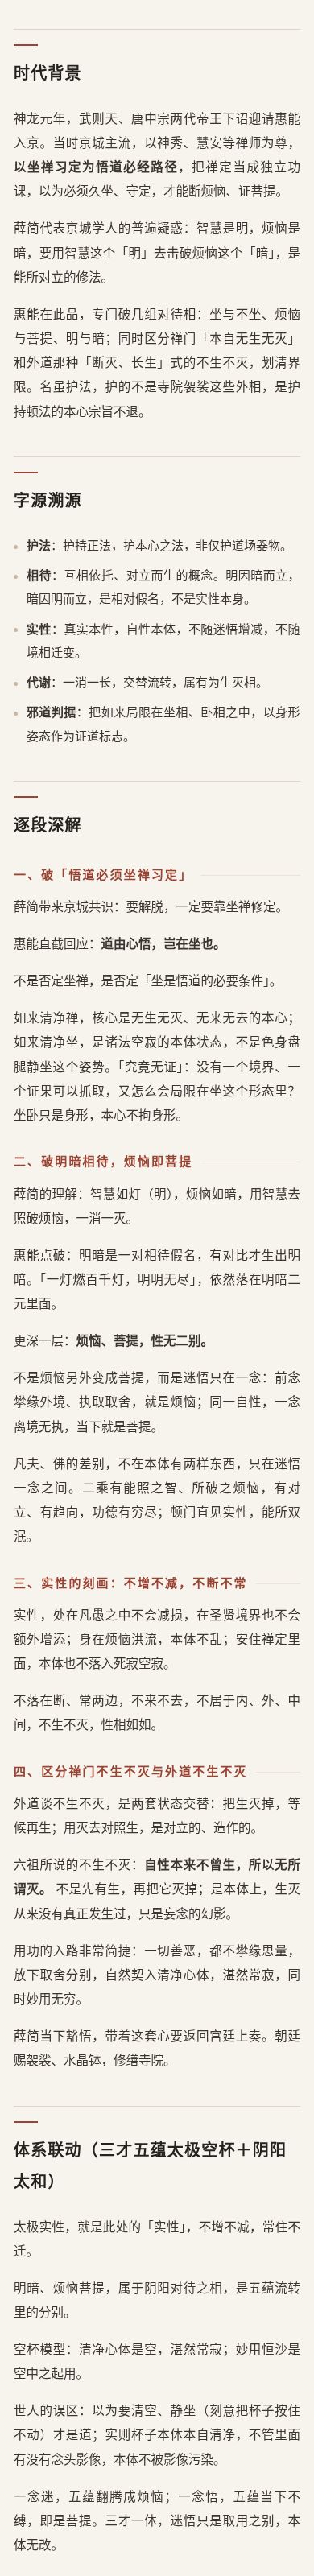 时代背景
神龙元年，武则天、唐中宗两代帝王下诏迎请惠能
入京。当时京城主流，以神秀、慧安等禅师为尊，
以坐禅习定为悟道必经路径，把禅定当成独立功
课，以为必须久坐、守定，才能断烦恼、证菩提。
薛简代表京城学人的普遍疑惑：智慧是明，烦恼是
暗，要用智慧这个「明」去击破烦恼这个「暗」，是
能所对立的修法。
惠能在此品，专门破几组对待相：坐与不坐、烦恼
与菩提、明与暗；同时区分禅门「本自无生无灭」
和外道那种「断灭、长生」式的不生不灭，划清界
限。名虽护法，护的不是寺院袈裟这些外相，是护
持顿法的本心宗旨不退。
字源溯源
护法：护持正法，护本心之法，非仅护道场器物。
相待：互相依托、对立而生的概念。明因暗而立，
暗因明而立，是相对假名，不是实性本身。
实性：真实本性，自性本体，不随迷悟增减，不随
境相迁变。
代谢：一消一长，交替流转，属有为生灭相。
邪道判据：把如来局限在坐相、卧相之中，以身形
姿态作为证道标志。
逐段深解
一、破「悟道必须坐禅习定」
薛简带来京城共识：要解脱，一定要靠坐禅修定。
惠能直截回应：道由心悟，岂在坐也。
不是否定坐禅，是否定「坐是悟道的必要条件」。
如来清净禅，核心是无生无灭、无来无去的本心；
如来清净坐，是诸法空寂的本体状态，不是色身盘
腿静坐这个姿势。「究竟无证」：没有一个境界、一
个证果可以抓取，又怎么会局限在坐这个形态里？
坐卧只是身形，本心不拘身形。
二、破明暗相待，烦恼即菩提
薛简的理解：智慧如灯（明），烦恼如暗，用智慧去
照破烦恼，一消一灭。
惠能点破：明暗是一对相待假名，有对比才生出明
暗。「一灯燃百千灯，明明无尽」，依然落在明暗二
元里面。
更深一层：烦恼、菩提，性无二别。
不是烦恼另外变成菩提，而是迷悟只在一念：前念
攀缘外境、执取取舍，就是烦恼；同一自性，一念
离境无执，当下就是菩提。
凡夫、佛的差别，不在本体有两样东西，只在迷悟
一念之间。二乘有能照之智、所破之烦恼，有对
立、有趋向，功德有穷尽；顿门直见实性，能所双
泯。
三、实性的刻画：不增不减，不断不常
实性，处在凡愚之中不会减损，在圣贤境界也不会
额外增添；身在烦恼洪流，本体不乱；安住禅定里
面，本体也不落入死寂空寂。
不落在断、常两边，不来不去，不居于内、外、中
间，不生不灭，性相如如。
四、区分禅门不生不灭与外道不生不灭
外道谈不生不灭，是两套状态交替：把生灭掉，等
候再生；用灭去对照生，是对立的、造作的。
六祖所说的不生不灭：自性本来不曾生，所以无所
谓灭。 不是先有生，再把它灭掉；是本体上，生灭
从来没有真正发生过，只是妄念的幻影。
用功的入路非常简捷：一切善恶，都不攀缘思量，
放下取舍分别，自然契入清净心体，湛然常寂，同
时妙用无穷。
薛简当下豁悟，带着这套心要返回宫廷上奏。朝廷
赐袈裟、水晶钵，修缮寺院。
体系联动（三才五蕴太极空杯＋阴阳
太和）
太极实性，就是此处的「实性」，不增不减，常住不
迁。
明暗、烦恼菩提，属于阴阳对待之相，是五蕴流转
里的分别。
空杯模型：清净心体是空，湛然常寂；妙用恒沙是
空中之起用。
世人的误区：以为要清空、静坐（刻意把杯子按住
不动）才是道；实则杯子本体本自清净，不管里面
有没有念头影像，本体不被影像污染。
一念迷，五蕴翻腾成烦恼；一念悟，五蕴当下不
缚，即是菩提。三才一体，迷悟只是取用之别，本
体无改。